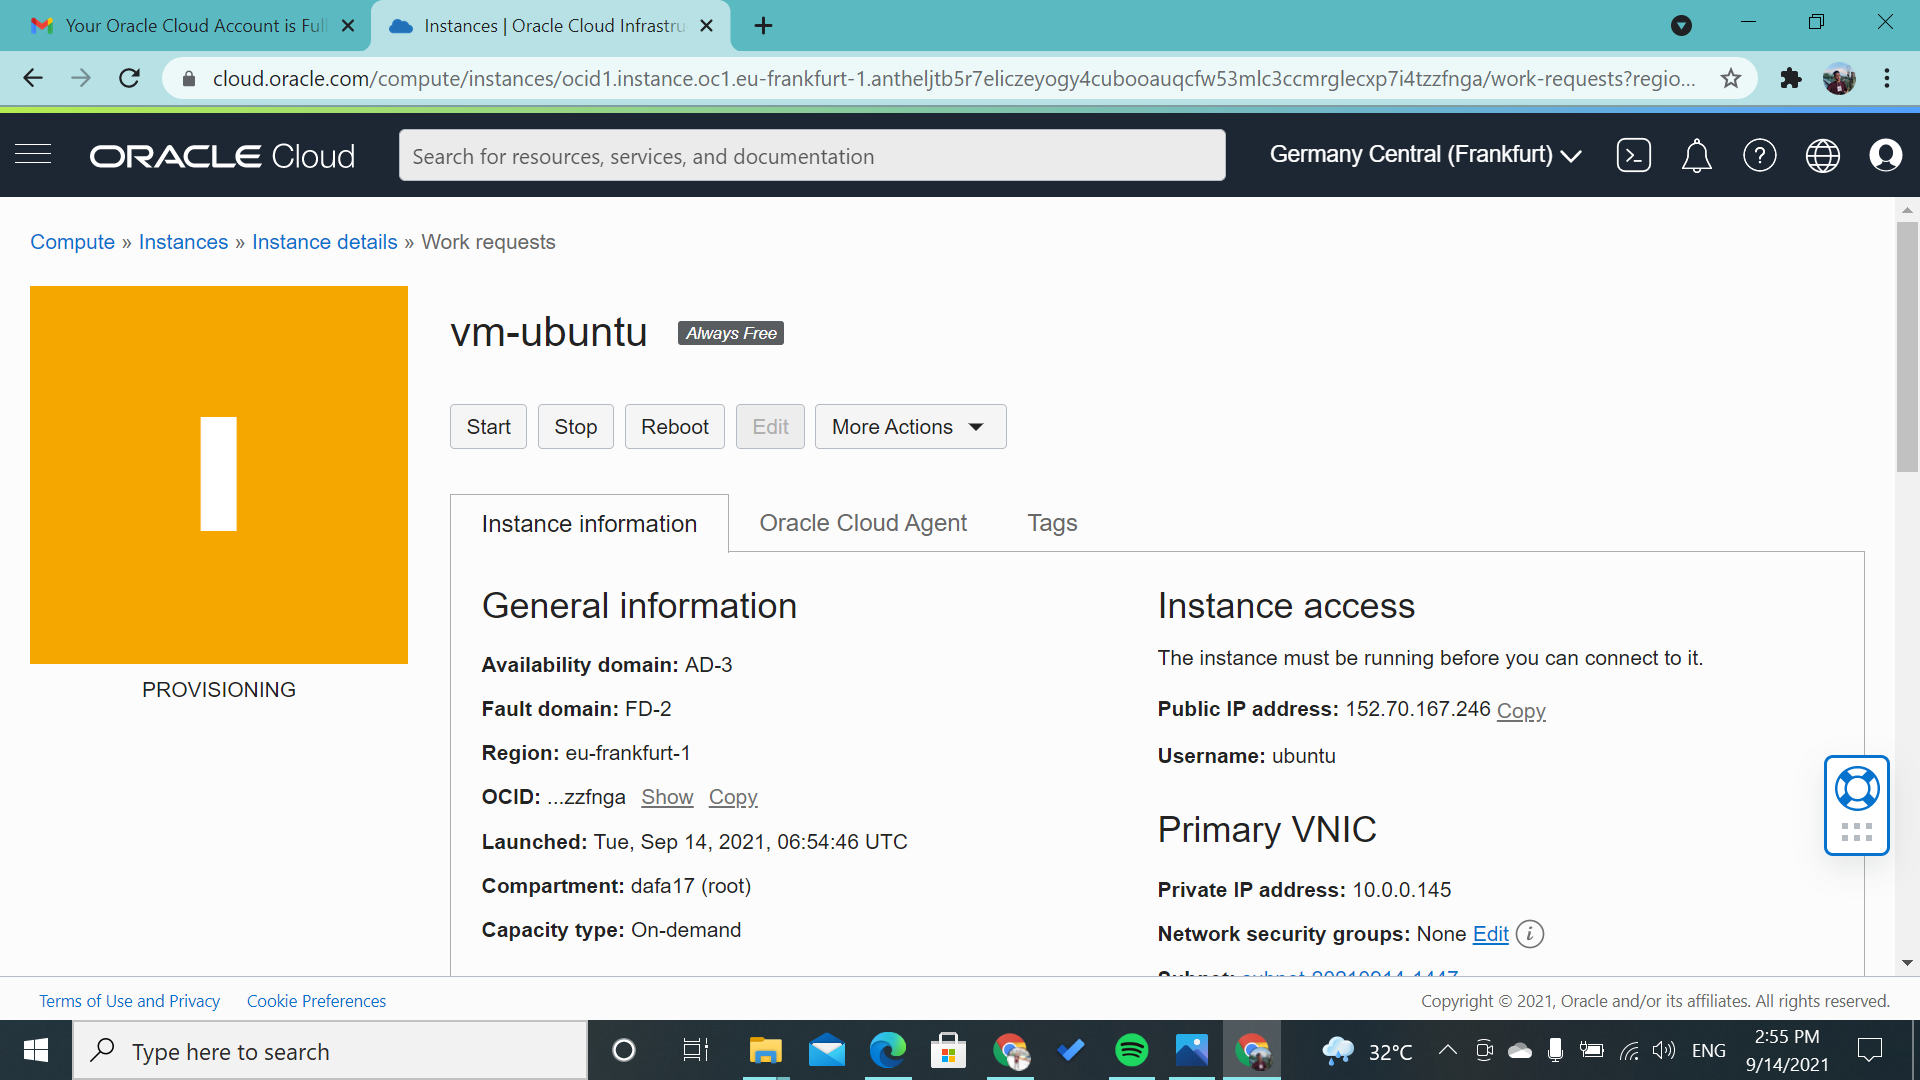 Your Oracle Cloud Account is Full
Instances | Oracle Cloud Infrastru
cloud.oracle.com/compute/instances/ocid1.instance.oc1.eu-frankfurt-1.antheljtb5r7eliczeyogy4cubooauqcfw53mlc3ccmrglecxp7i4tzzfnga/work-requests?regio...
ORACLE Cloud
Search for resources, services, and documentation
Germany Central (Frankfurt)
Compute » Instances » Instance details » Work requests
I
PROVISIONING
vm-ubuntu
Always Free
Start
Stop
Reboot
Edit
More Actions
Instance information
Oracle Cloud Agent
Tags
General information
Availability domain: AD-3
Fault domain: FD-2
Region: eu-frankfurt-1
OCID: ...zzfnga Show Copy
Launched: Tue, Sep 14, 2021, 06:54:46 UTC
Compartment: dafa17 (root)
Capacity type: On-demand
Instance access
The instance must be running before you can connect to it.
Public IP address: 152.70.167.246 Copy
Username: ubuntu
Primary VNIC
Private IP address: 10.0.0.145
Network security groups: None Edit
Subnet: subnet-20210914-1447
Terms of Use and Privacy
Cookie Preferences
Copyright © 2021, Oracle and/or its affiliates. All rights reserved.
Type here to search
32°C
ENG
2:55 PM
9/14/2021